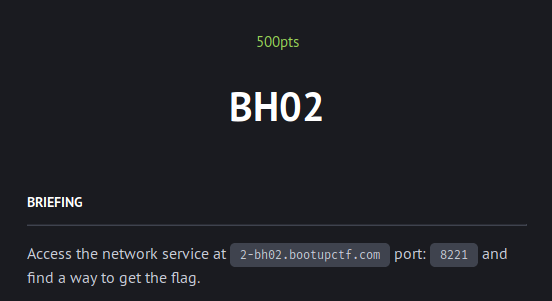 500pts
BH02
BRIEFING
Access the network service at 2-bh02.bootupctf.com port: 8221 and
find a way to get the flag.